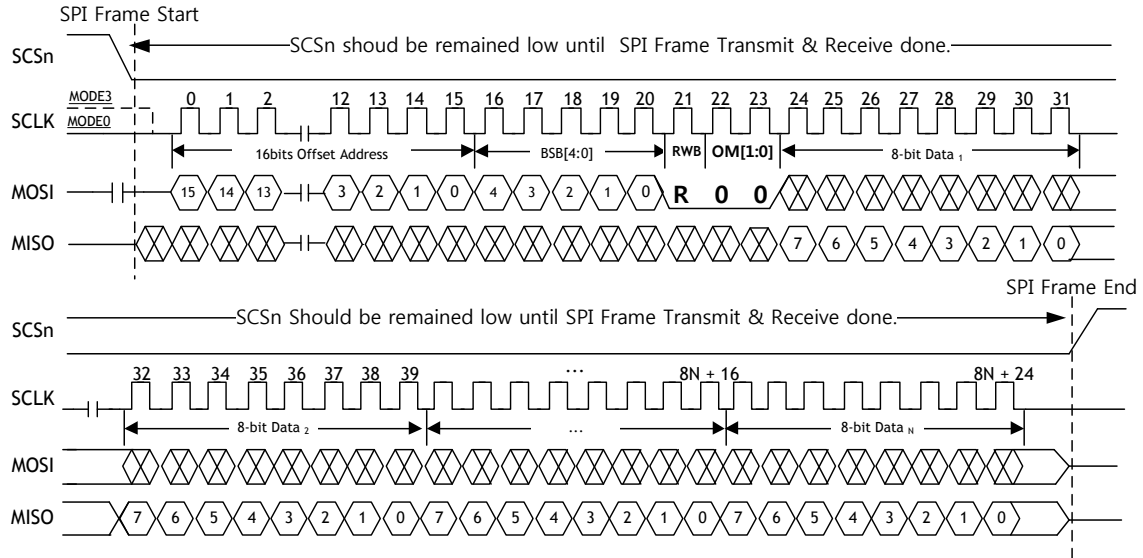 SPI Frame Start
SCSn
SCSn shoud be remained low until SPI Frame Transmit & Receive done.
MODE3
MODE0
SCLK
0 1 2 12 13 14 15 16 17 18 19 20 21 22 23 24 25 26 27 28 29 30 31
16bits Offset Address
BSB[4:0]
RWB
OM[1:0]
8-bit Data 1
MOSI
15 14 13 3 2 1 0 4 3 2 1 0 R 0 0
MISO
7 6 5 4 3 2 1 0
SPI Frame End
SCSn
SCSn Should be remained low until SPI Frame Transmit & Receive done.
SCLK
32 33 34 35 36 37 38 39 ... 8N + 16 8N + 24
8-bit Data 2
...
8-bit Data N
MOSI
MISO
7 6 5 4 3 2 1 0 7 6 5 4 3 2 1 0 7 6 5 4 3 2 1 0